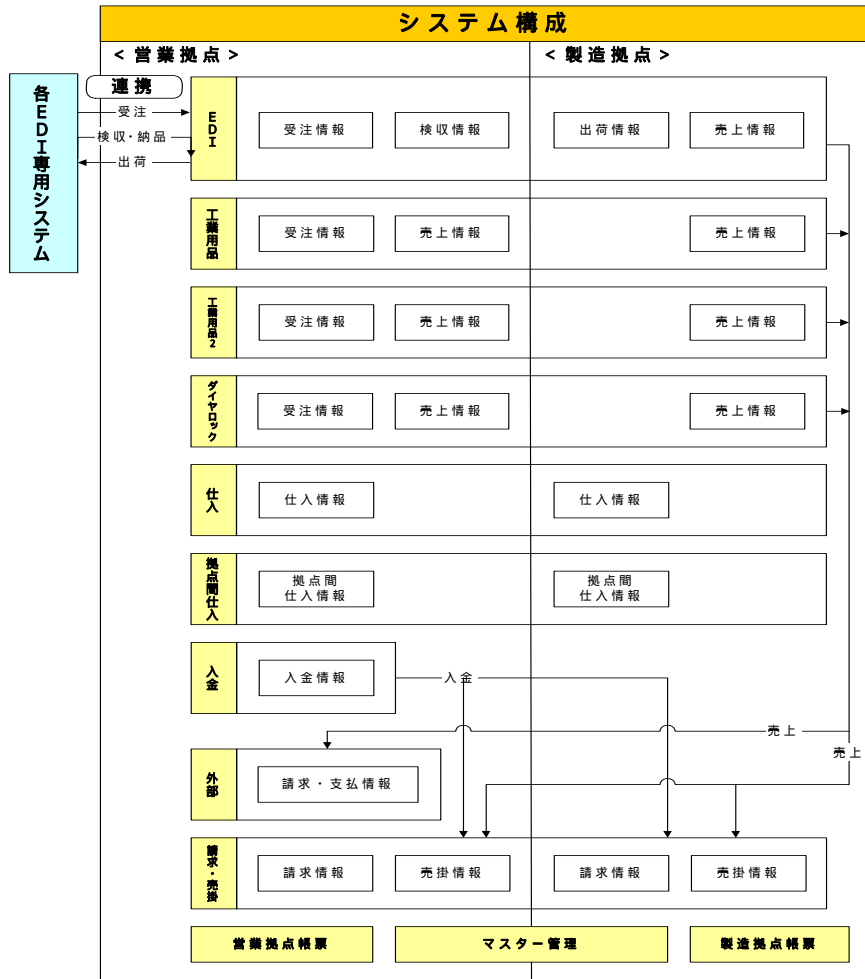 システム構成
＜営業拠点＞
＜製造拠点＞
各EDI専用システム
連携
受注
検収・納品
出荷
EDI
受注情報
検収情報
出荷情報
売上情報
工業用品
受注情報
売上情報
売上情報
工業用品2
受注情報
売上情報
売上情報
ダイヤロック
受注情報
売上情報
売上情報
仕入
仕入情報
仕入情報
拠点間仕入
拠点間
仕入情報
拠点間
仕入情報
入金
入金情報
入金
売上
売上
外部
請求・支払情報
請求・売掛
請求情報
売掛情報
請求情報
売掛情報
営業拠点帳票
マスター管理
製造拠点帳票